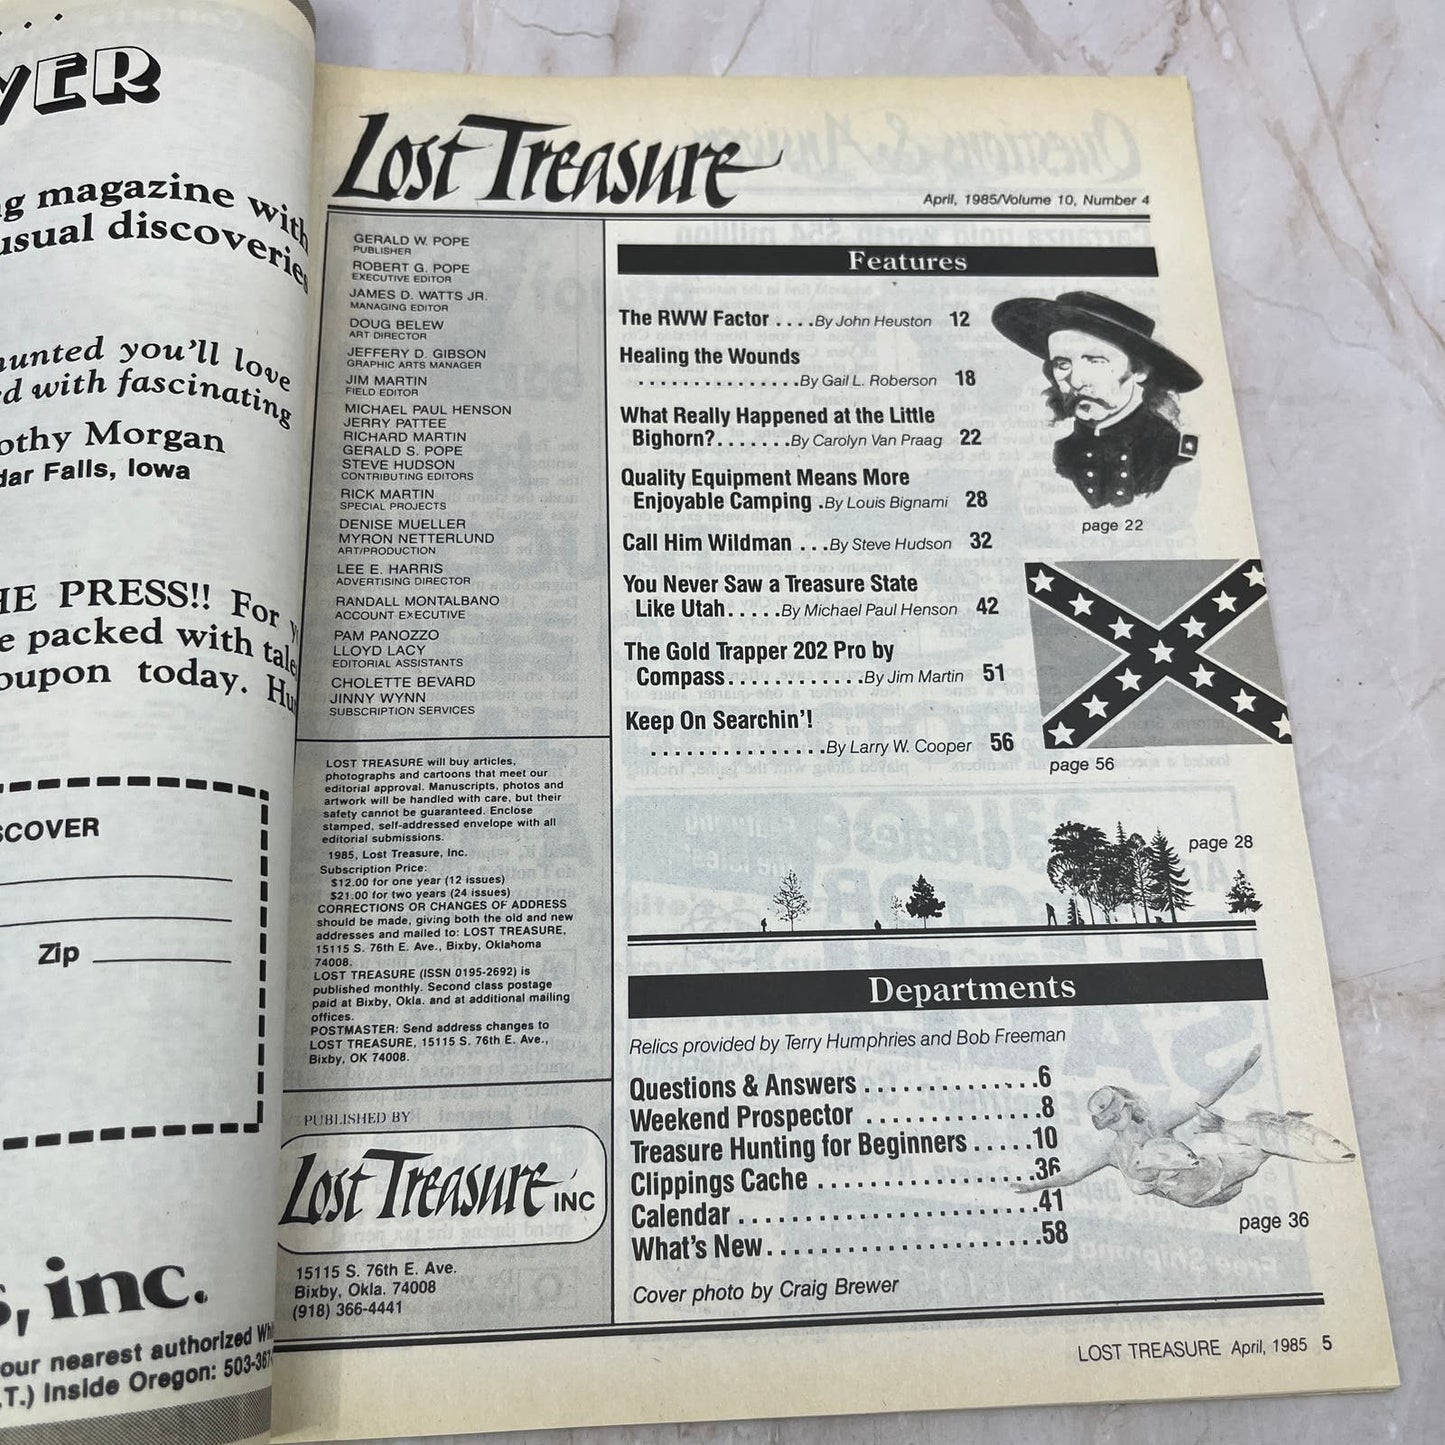 magazine with
discoveries
you'll love
with fascinating
Morgan
Falls, Iowa
PRESS!! For
packed with
today.
Zip
inc.
our nearest authorized
Inside Oregon:
Lost Treasure
April, 1985/Volume 10, Number 4
GERALD W. POPE
PUBLISHER
ROBERT G. POPE
EXECUTIVE EDITOR
JAMES D. WATTS JR.
MANAGING EDITOR
DOUG BELEW
ART DIRECTOR
JEFFERY D. GIBSON
GRAPHIC ARTS MANAGER
JIM MARTIN
FIELD EDITOR
MICHAEL PAUL HENSON
JERRY PATTEE
RICHARD MARTIN
GERALD S. POPE
STEVE HUDSON
CONTRIBUTING EDITORS
RICK MARTIN
SPECIAL PROJECTS
DENISE MUELLER
MYRON NETTERLUND
ART/PRODUCTION
LEE E. HARRIS
ADVERTISING DIRECTOR
RANDALL MONTALBANO
ACCOUNT EXECUTIVE
PAM PANOZZO
LLOYD LACY
EDITORIAL ASSISTANTS
CHOLETTE BEVARD
JINNY WYNN
SUBSCRIPTION SERVICES
LOST TREASURE will buy articles,
photographs and cartoons that meet our
editorial approval. Manuscripts, photos and
artwork will be handled with care, but their
safety cannot be guaranteed. Enclose
stamped, self-addressed envelope with all
editorial submissions.
1985, Lost Treasure, Inc.
Subscription Price:
$12.00 for one year (12 issues)
$21.00 for two years (24 issues)
CORRECTIONS OR CHANGES OF ADDRESS
should be made, giving both the old and new
addresses and mailed to: LOST TREASURE,
15115 S. 76th E. Ave., Bixby, Oklahoma
74008.
LOST TREASURE (ISSN 0195-2692) is
published monthly. Second class postage
paid at Bixby, Okla. and at additional mailing
offices.
POSTMASTER: Send address changes to
LOST TREASURE, 15115 S. 76th E. Ave.,
Bixby, OK 74008.
PUBLISHED BY
Lost Treasure INC
15115 S. 76th E. Ave.
Bixby, Okla. 74008
(918) 366-4441
Features
The RWW Factor ....By John Heuston 12
Healing the Wounds
...............By Gail L. Roberson 18
What Really Happened at the Little
Bighorn?.......By Carolyn Van Praag 22
Quality Equipment Means More
Enjoyable Camping .By Louis Bignami 28
Call Him Wildman ...By Steve Hudson 32
You Never Saw a Treasure State
Like Utah.....By Michael Paul Henson 42
The Gold Trapper 202 Pro by
Compass............By Jim Martin 51
Keep On Searchin'!
...............By Larry W. Cooper 56
page 22
page 56
page 28
Departments
Relics provided by Terry Humphries and Bob Freeman
Questions & Answers ..............6
Weekend Prospector ..............8
Treasure Hunting for Beginners .....10
Clippings Cache ..................36
Calendar ........................41
What's New......................58
page 36
Cover photo by Craig Brewer
LOST TREASURE April, 1985 5